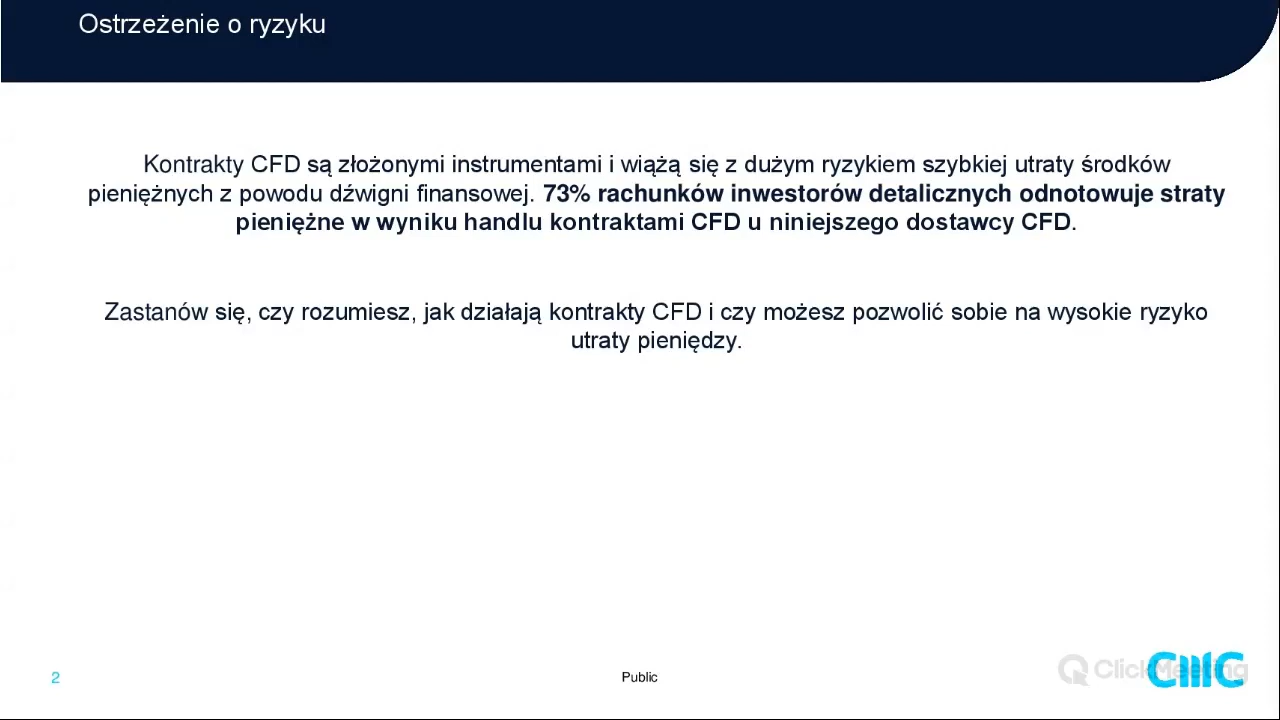 Ostrzeżenie o ryzyku
Kontrakty CFD są złożonymi instrumentami i wiążą się z dużym ryzykiem szybkiej utraty środków
pieniężnych z powodu dźwigni finansowej. 73% rachunków inwestorów detalicznych odnotowuje straty
pieniężne w wyniku handlu kontraktami CFD u niniejszego dostawcy CFD.
Zastanów się, czy rozumiesz, jak działają kontrakty CFD i czy możesz pozwolić sobie na wysokie ryzyko
utraty pieniędzy.
2
Public
ClickMeeting
CMC